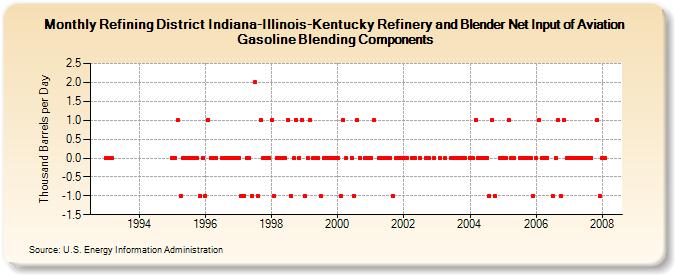 Monthly Refining District Indiana-Illinois-Kentucky Refinery and Blender Net Input of Aviation
Gasoline Blending Components
Thousand Barrels per Day
2.5
2.0
1.5
1.0
0.5
0.0
-0.5
-1.0
-1.5
1994 1996 1998 2000 2002 2004 2006 2008
Source: U.S. Energy Information Administration